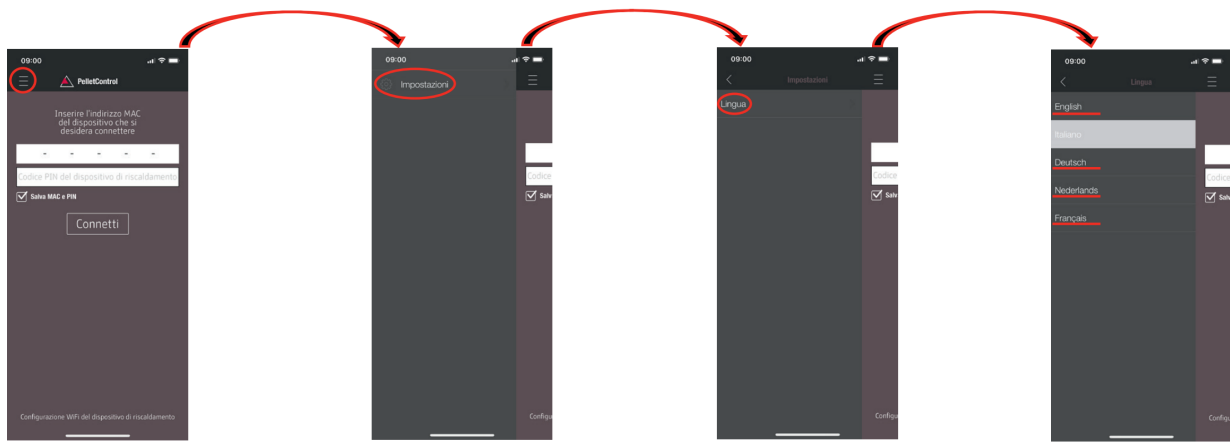 09:00
PelletControl
Inserire l'indirizzo MAC
del dispositivo che si
desidera connettere
- - - - -
Codice PIN del dispositivo di riscaldamento
Salva MAC e PIN
Connetti
Configurazione WiFi del dispositivo di riscaldamento
09:00
Impostazioni
Codice
Salv
Configu
09:00
Impostazioni
Lingua
Codice
Salv
Configu
09:00
Lingua
English
Italiano
Deutsch
Nederlands
Français
Codice
Salv
Configu